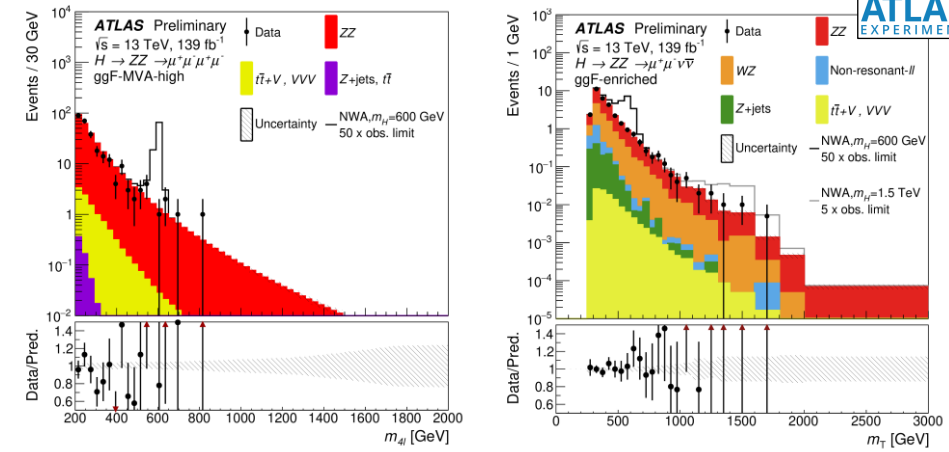 ATLAS Preliminary
√s = 13 TeV, 139 fb⁻¹
H → ZZ → μ⁺μ⁻μ⁺μ⁻
ggF-MVA-high
Data
ZZ
tt̄+V , VVV
Z+jets, tt̄
Uncertainty
NWA,m_H=600 GeV
50 x obs. limit
Events / 30 GeV
10⁴
10³
10²
10
1
10⁻¹
10⁻²
Data/Pred.
1.4
1.2
1.0
0.8
0.6
200 400 600 800 1000 1200 1400 1600 1800 2000
m_4l [GeV]
ATLAS
EXPERIMEN
ATLAS Preliminary
√s = 13 TeV, 139 fb⁻¹
H → ZZ → μ⁺μ⁻νν̄
ggF-enriched
Data
ZZ
WZ
Non-resonant-ll
Z+jets
tt̄+V , VVV
Uncertainty
NWA,m_H=600 GeV
50 x obs. limit
NWA,m_H=1.5 TeV
5 x obs. limit
Events / 1 GeV
10³
10²
10
1
10⁻¹
10⁻²
10⁻³
10⁻⁴
10⁻⁵
Data/Pred.
1.4
1.2
1.0
0.8
0.6
0 500 1000 1500 2000 2500 3000
m_T [GeV]